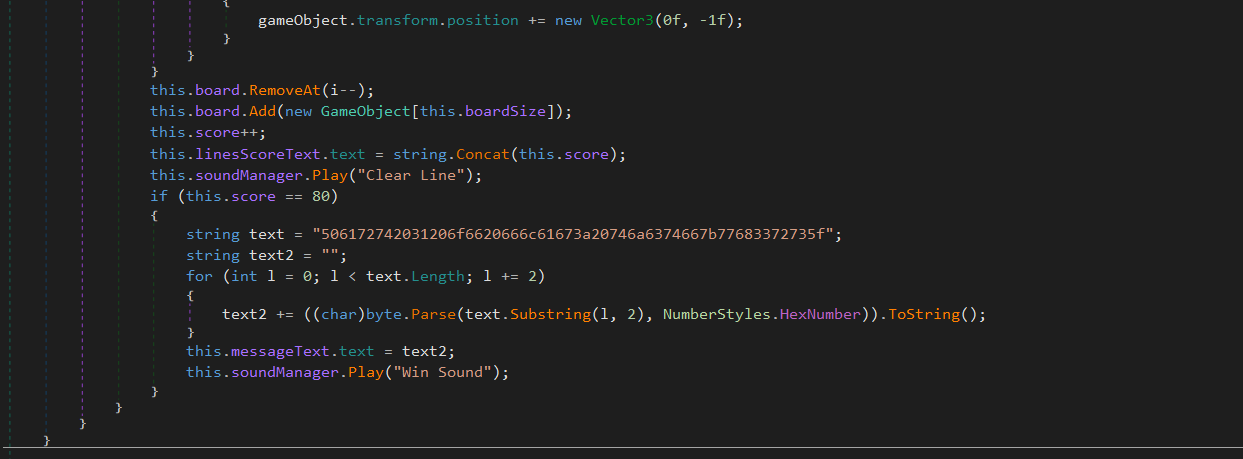 {
gameObject.transform.position += new Vector3(0f, -1f);
}
}
}
this.board.RemoveAt(i--);
this.board.Add(new GameObject[this.boardSize]);
this.score++;
this.linesScoreText.text = string.Concat(this.score);
this.soundManager.Play("Clear Line");
if (this.score == 80)
{
string text = "506172742031206f6620666c61673a20746a6374667b77683372735f";
string text2 = "";
for (int l = 0; l < text.Length; l += 2)
{
text2 += ((char)byte.Parse(text.Substring(l, 2), NumberStyles.HexNumber)).ToString();
}
this.messageText.text = text2;
this.soundManager.Play("Win Sound");
}
}
}
}